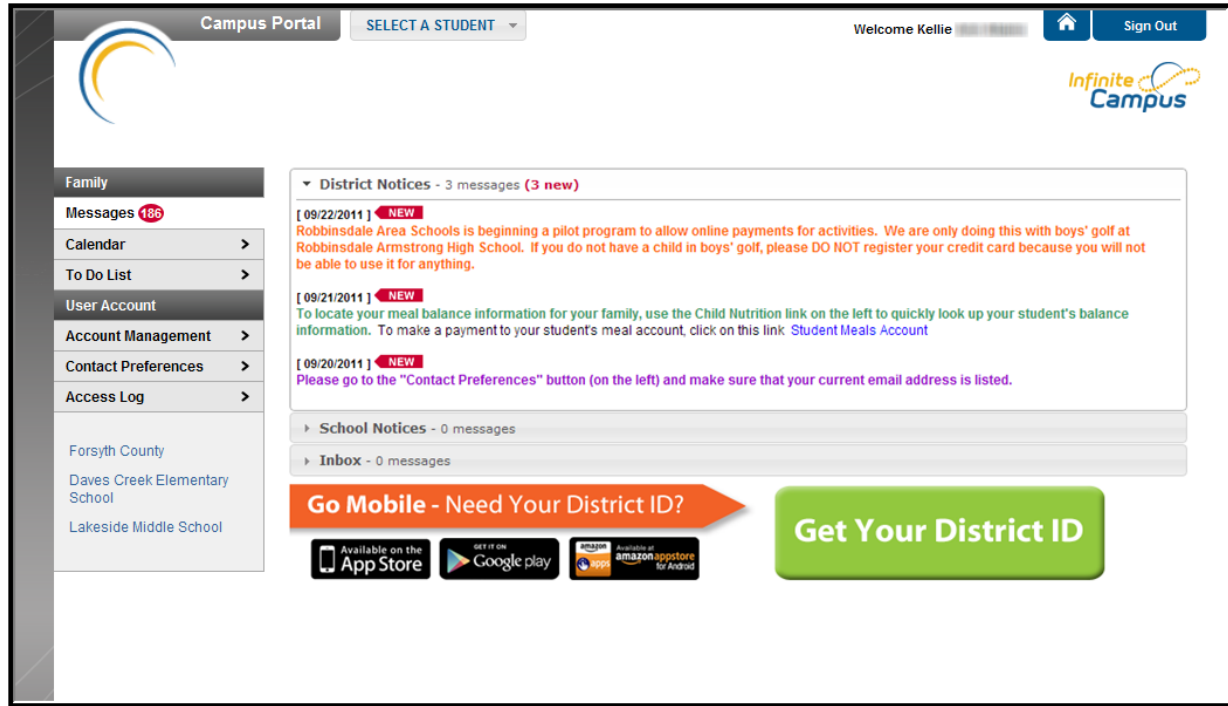 Campus Portal
SELECT A STUDENT
Welcome Kellie
Sign Out
Infinite
Campus
Family
Messages 186
Calendar
To Do List
User Account
Account Management
Contact Preferences
Access Log
Forsyth County
Daves Creek Elementary
School
Lakeside Middle School
District Notices - 3 messages (3 new)
[ 09/22/2011 ] NEW
Robbinsdale Area Schools is beginning a pilot program to allow online payments for activities. We are only doing this with boys' golf at
Robbinsdale Armstrong High School. If you do not have a child in boys' golf, please DO NOT register your credit card because you will not
be able to use it for anything.
[ 09/21/2011 ] NEW
To locate your meal balance information for your family, use the Child Nutrition link on the left to quickly look up your student's balance
information. To make a payment to your student's meal account, click on this link Student Meals Account
[ 09/20/2011 ] NEW
Please go to the "Contact Preferences" button (on the left) and make sure that your current email address is listed.
School Notices - 0 messages
Inbox - 0 messages
Go Mobile - Need Your District ID?
Available on the
App Store
GET IT ON
Google play
amazon
apps
Available at
amazon appstore
for Android
Get Your District ID